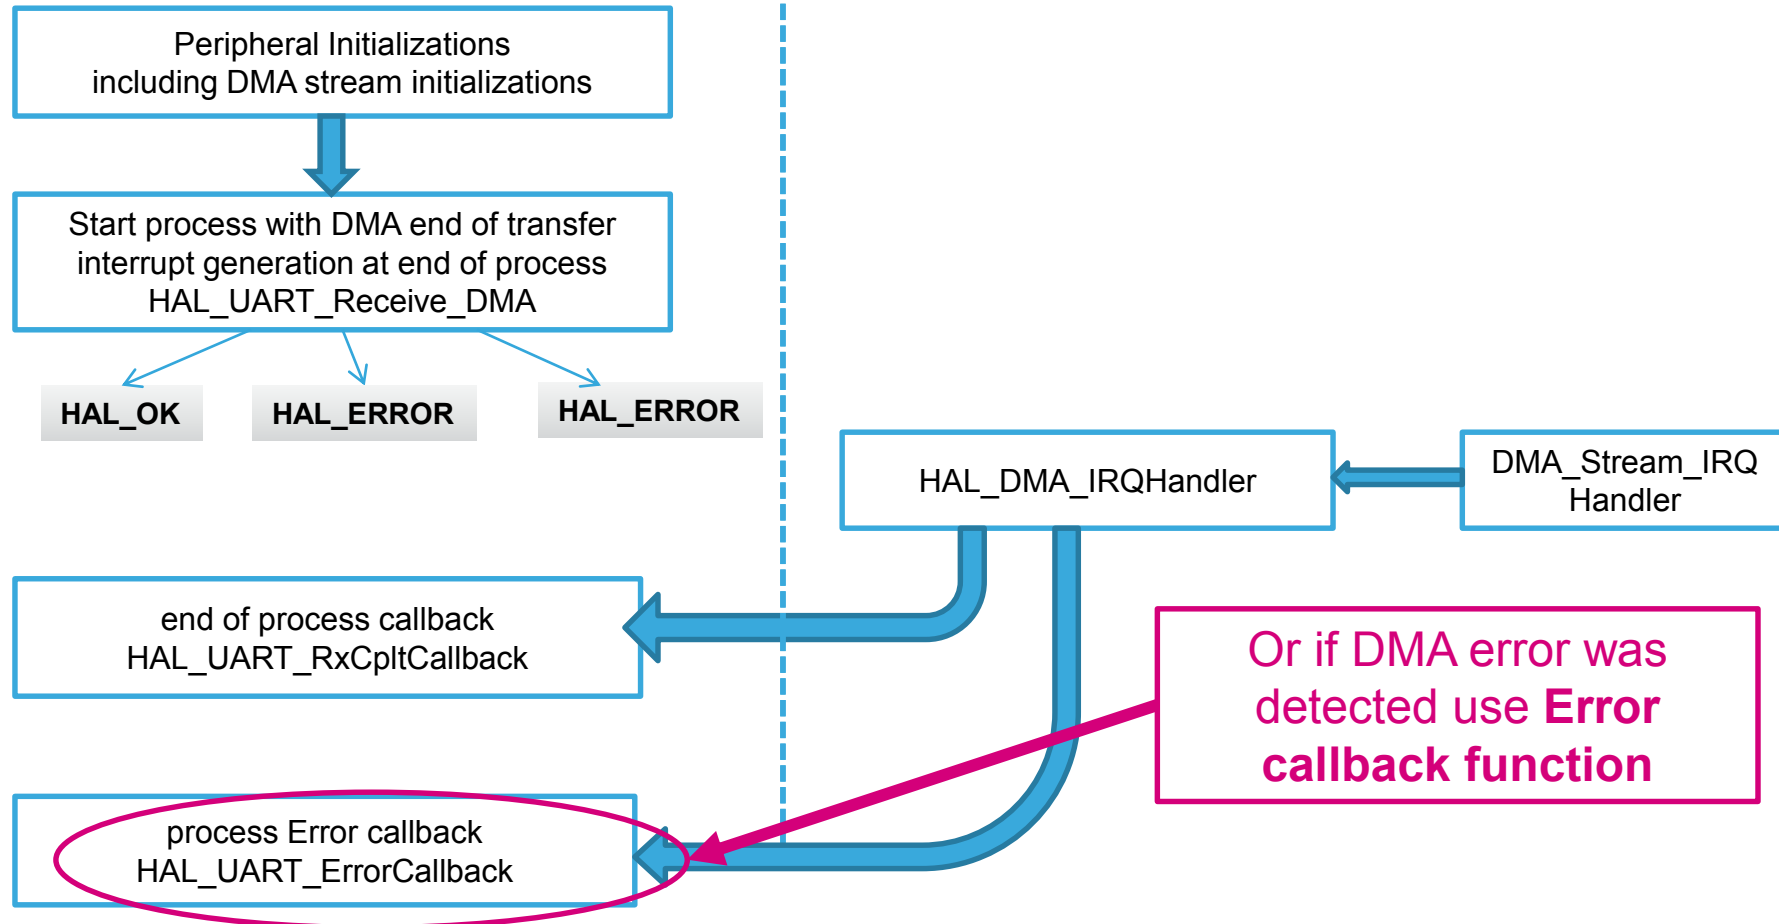 Peripheral Initializations
including DMA stream initializations
Start process with DMA end of transfer
interrupt generation at end of process
HAL_UART_Receive_DMA
HAL_OK
HAL_ERROR
HAL_ERROR
HAL_DMA_IRQHandler
DMA_Stream_IRQ
Handler
end of process callback
HAL_UART_RxCpltCallback
Or if DMA error was
detected use Error
callback function
process Error callback
HAL_UART_ErrorCallback